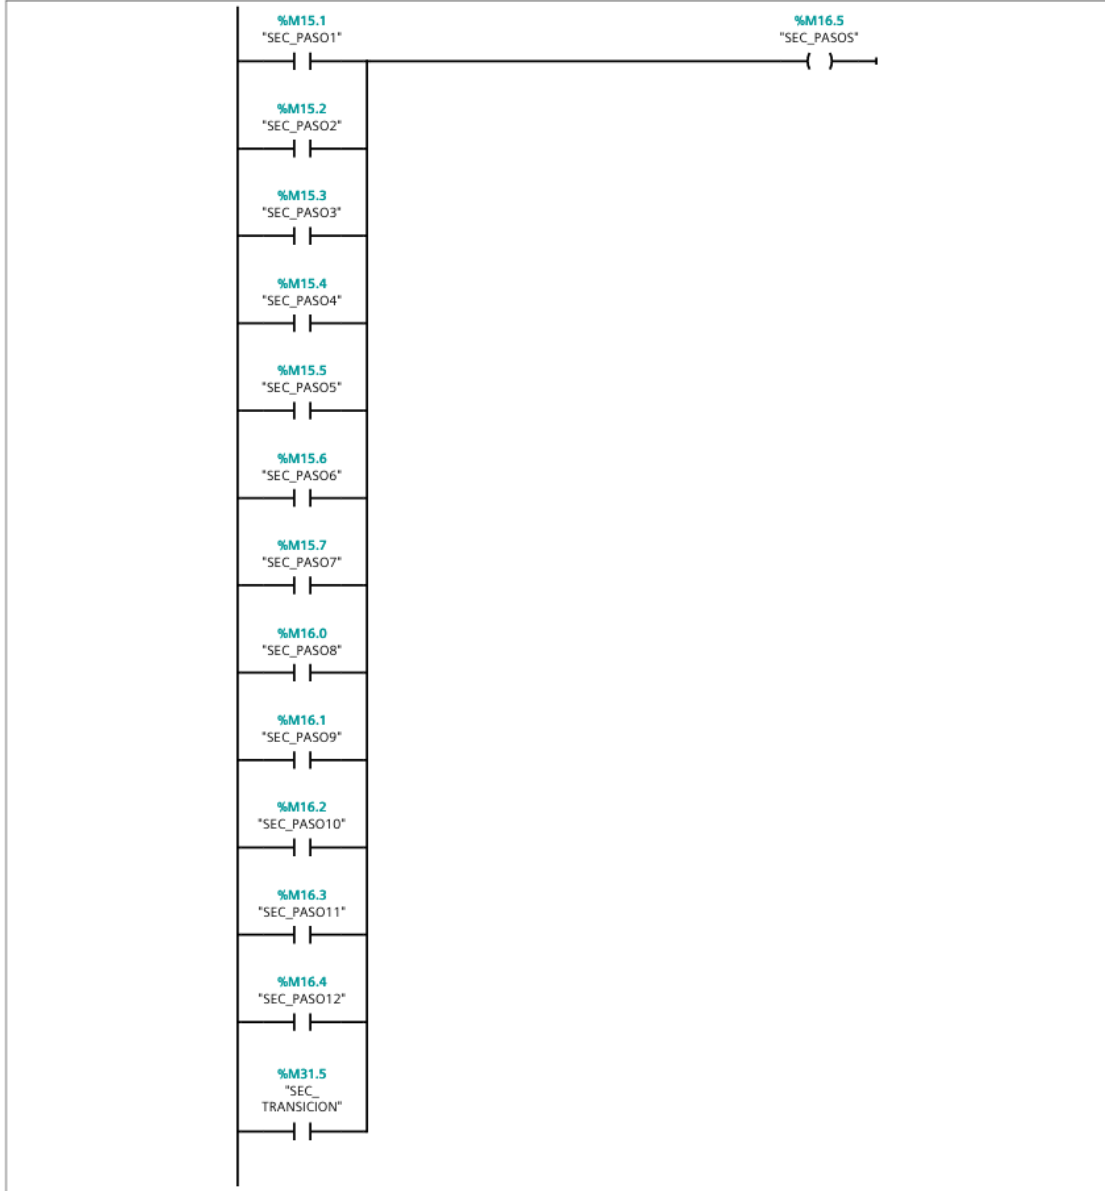 %M15.1
"SEC_PASO1"
%M16.5
"SEC_PASOS"
%M15.2
"SEC_PASO2"
%M15.3
"SEC_PASO3"
%M15.4
"SEC_PASO4"
%M15.5
"SEC_PASO5"
%M15.6
"SEC_PASO6"
%M15.7
"SEC_PASO7"
%M16.0
"SEC_PASO8"
%M16.1
"SEC_PASO9"
%M16.2
"SEC_PASO10"
%M16.3
"SEC_PASO11"
%M16.4
"SEC_PASO12"
%M31.5
"SEC_
TRANSICION"